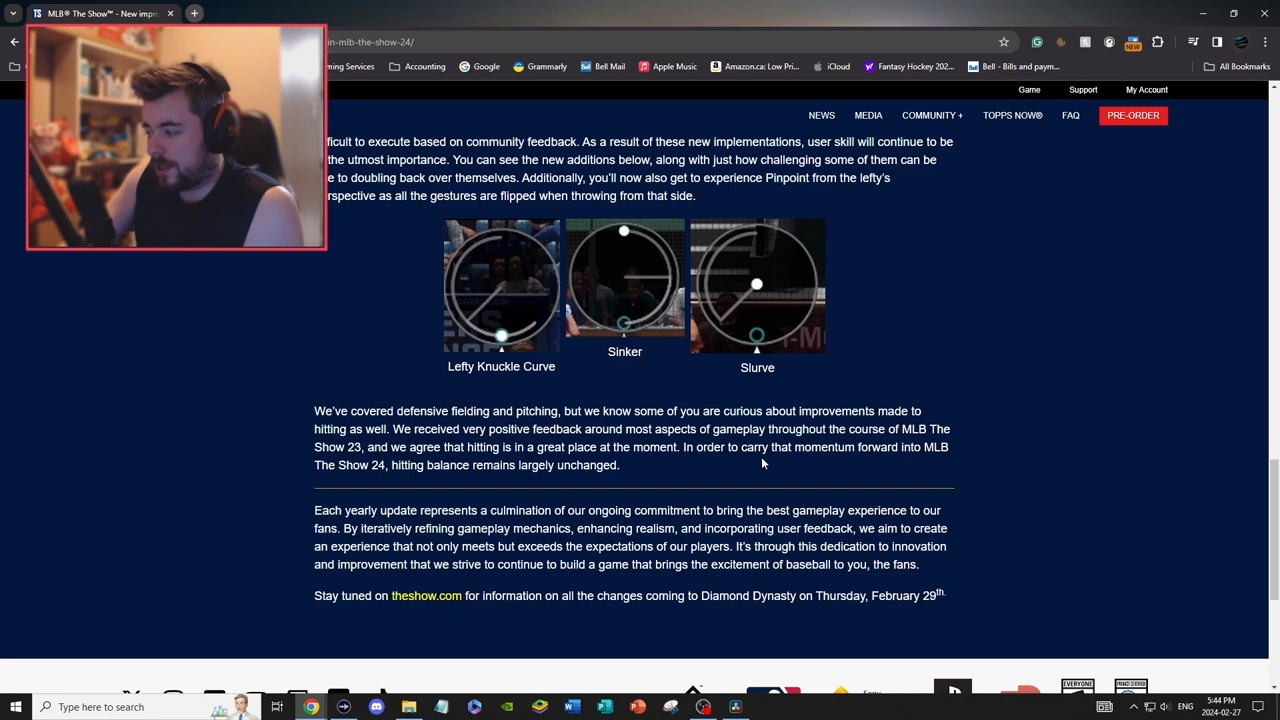 MLB® The Show™ - New impr
in-mlb-the-show-24/
NEW
ming Services
Accounting
Google
Grammarly
Bell Mail
Apple Music
Amazon.ca: Low Pri...
iCloud
Fantasy Hockey 202...
Bell - Bills and paym...
All Bookmarks
Game
Support
My Account
NEWS
MEDIA
COMMUNITY +
TOPPS NOW®
FAQ
PRE-ORDER
ficult to execute based on community feedback. As a result of these new implementations, user skill will continue to be
the utmost importance. You can see the new additions below, along with just how challenging some of them can be
e to doubling back over themselves. Additionally, you'll now also get to experience Pinpoint from the lefty's
rspective as all the gestures are flipped when throwing from that side.
Lefty Knuckle Curve
Sinker
Slurve
We've covered defensive fielding and pitching, but we know some of you are curious about improvements made to
hitting as well. We received very positive feedback around most aspects of gameplay throughout the course of MLB The
Show 23, and we agree that hitting is in a great place at the moment. In order to carry that momentum forward into MLB
The Show 24, hitting balance remains largely unchanged.
Each yearly update represents a culmination of our ongoing commitment to bring the best gameplay experience to our
fans. By iteratively refining gameplay mechanics, enhancing realism, and incorporating user feedback, we aim to create
an experience that not only meets but exceeds the expectations of our players. It's through this dedication to innovation
and improvement that we strive to continue to build a game that brings the excitement of baseball to you, the fans.
Stay tuned on theshow.com for information on all the changes coming to Diamond Dynasty on Thursday, February 29th.
EVERYONE
PRIVACY CERTIFIED
Type here to search
ENG
5:44 PM
2024-02-27